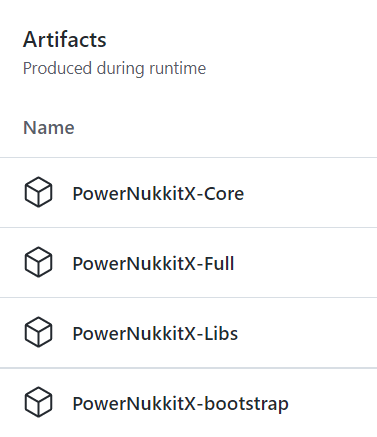 Artifacts
Produced during runtime
Name
PowerNukkitX-Core
PowerNukkitX-Full
PowerNukkitX-Libs
PowerNukkitX-bootstrap